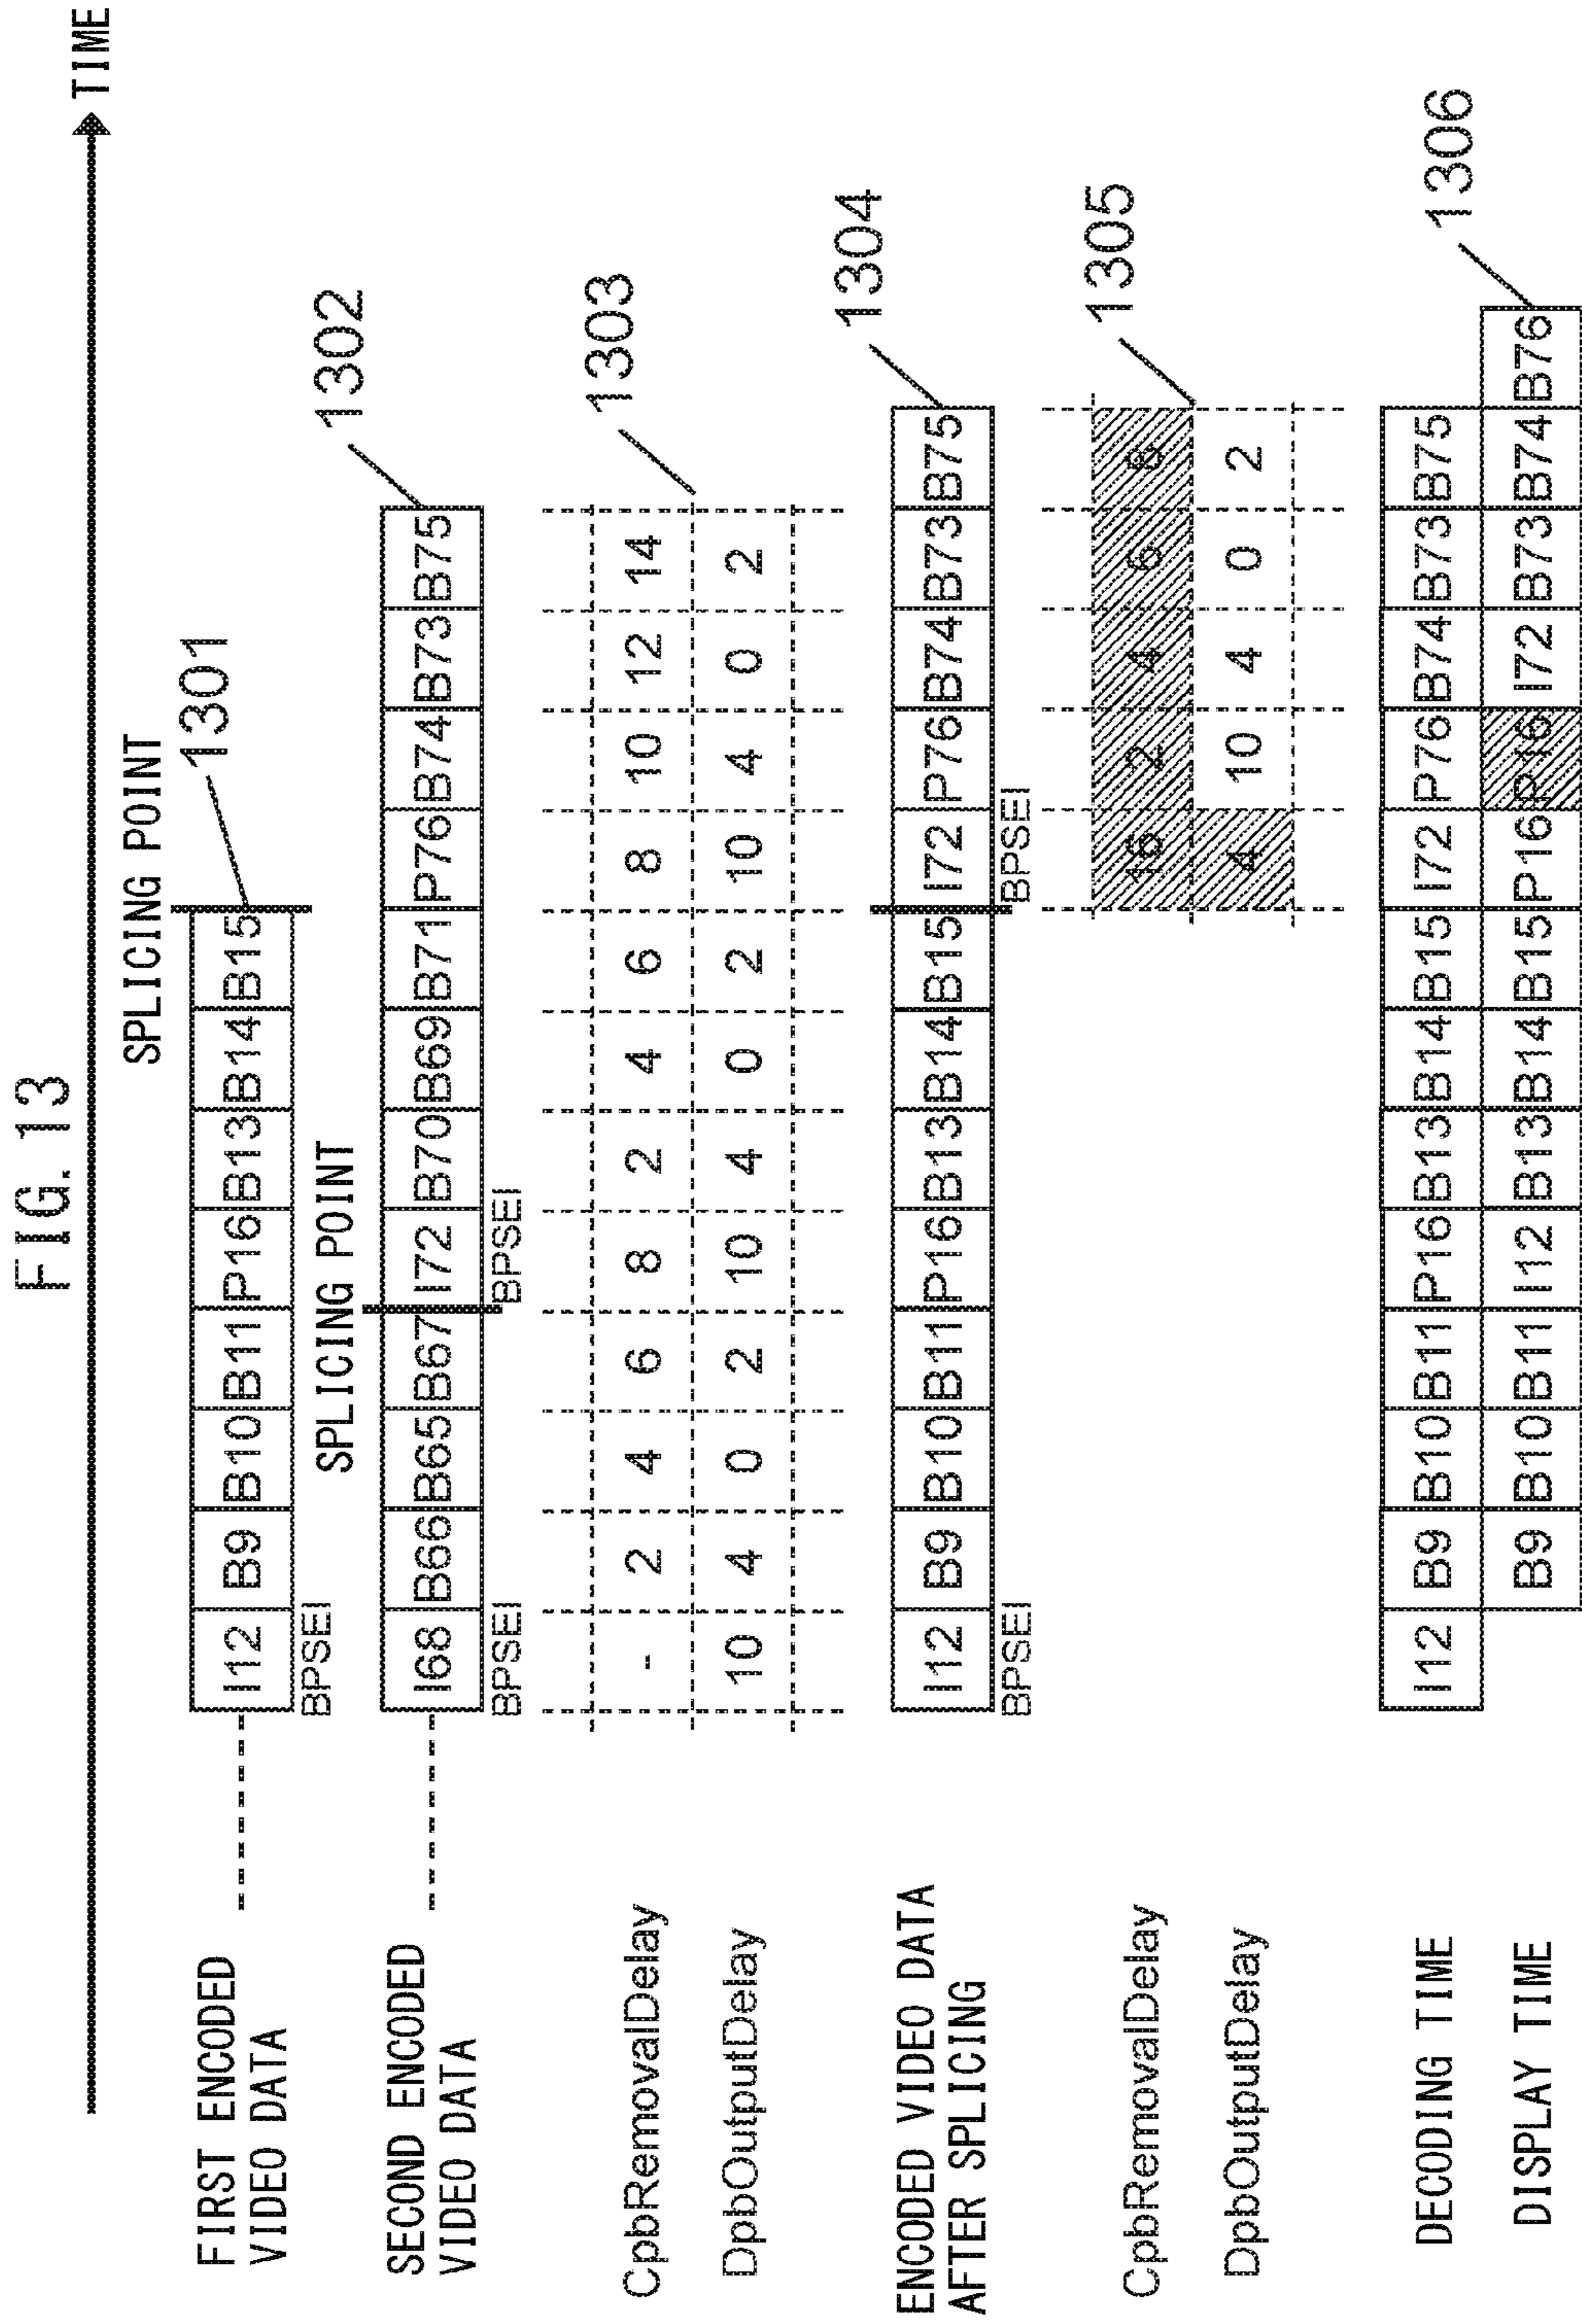 FIG. 13
TIME
SPLICING POINT
1301
FIRST ENCODED
VIDEO DATA
I12 B9 B10 B11 P16 B13 B14 B15
BPSEI
SPLICING POINT
1302
SECOND ENCODED
VIDEO DATA
I68 B66 B65 B67 I72 B70 B69 B71 P76 B74 B73 B75
BPSEI BPSEI
1303
CpbRemovalDelay - 2 4 6 8 2 4 6 8 10 12 14
DpbOutputDelay 10 4 0 2 10 4 0 2 10 4 0 2
1304
ENCODED VIDEO DATA
AFTER SPLICING
I12 B9 B10 B11 P16 B13 B14 B15 I72 P76 B74 B73 B75
BPSEI BPSEI
1305
CpbRemovalDelay 16 2 4 6 8
DpbOutputDelay 4 10 4 0 2
1306
DECODING TIME I12 B9 B10 B11 P16 B13 B14 B15 I72 P76 B74 B73 B75
DISPLAY TIME B9 B10 B11 I12 B13 B14 B15 P16 P16 I72 B73 B74 B76